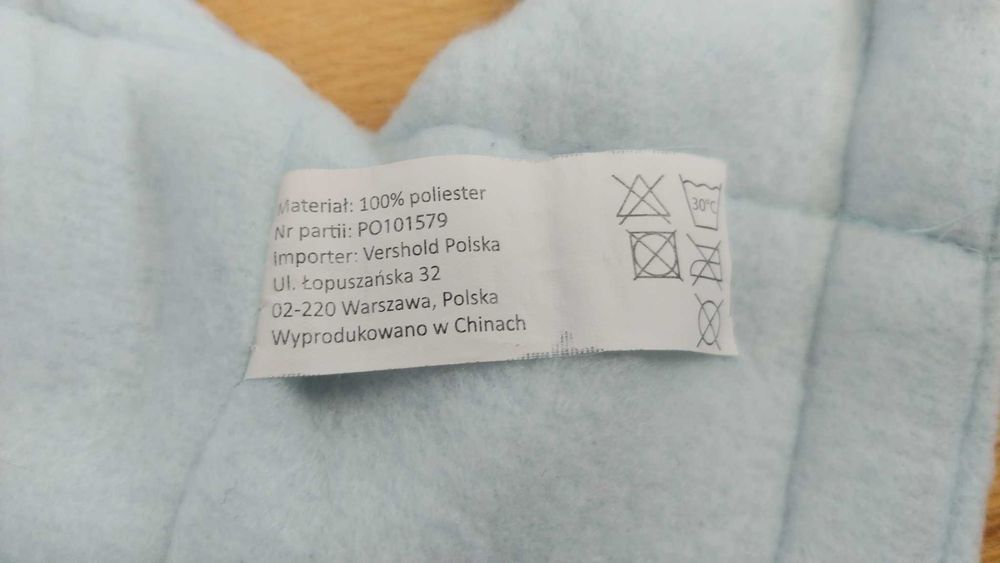 Materiał: 100% poliester
Nr partii: PO101579
Importer: Vershold Polska
Ul. Łopuszańska 32
02-220 Warszawa, Polska
Wyprodukowano w Chinach
30°C